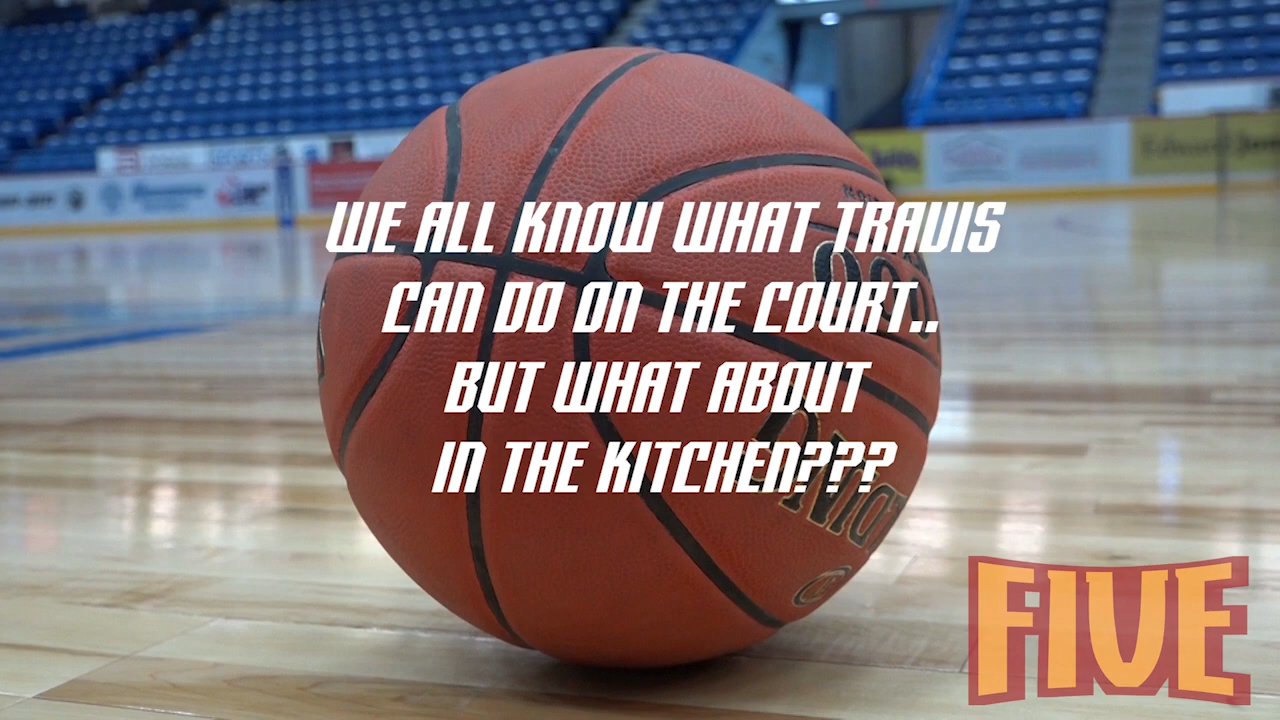 WE ALL KNOW WHAT TRAVIS
CAN DO ON THE COURT..
BUT WHAT ABOUT
IN THE KITCHEN???
FIVE